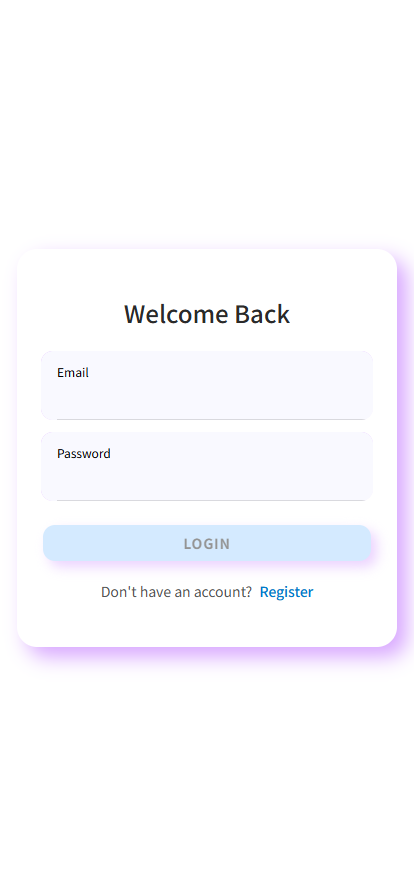 Welcome Back
Email
Password
LOGIN
Don't have an account? Register